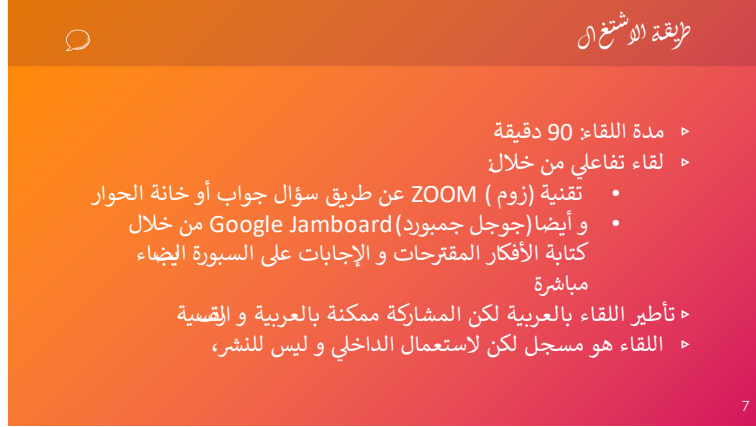 طريقة الاشتغال
▹ مدة اللقاء: 90 دقيقة
▹ لقاء تفاعلي من خلال:
• تقنية (زوم ) ZOOM عن طريق سؤال جواب أو خانة الحوار
• و أيضا (جوجل جمبورد) Google Jamboard من خلال
كتابة الأفكار المقترحات و الإجابات على السبورة البيضاء
مباشرة
▹ تأطير اللقاء بالعربية لكن المشاركة ممكنة بالعربية و الفرنسية
▹ اللقاء هو مسجل لكن لاستعمال الداخلي و ليس للنشر،
7